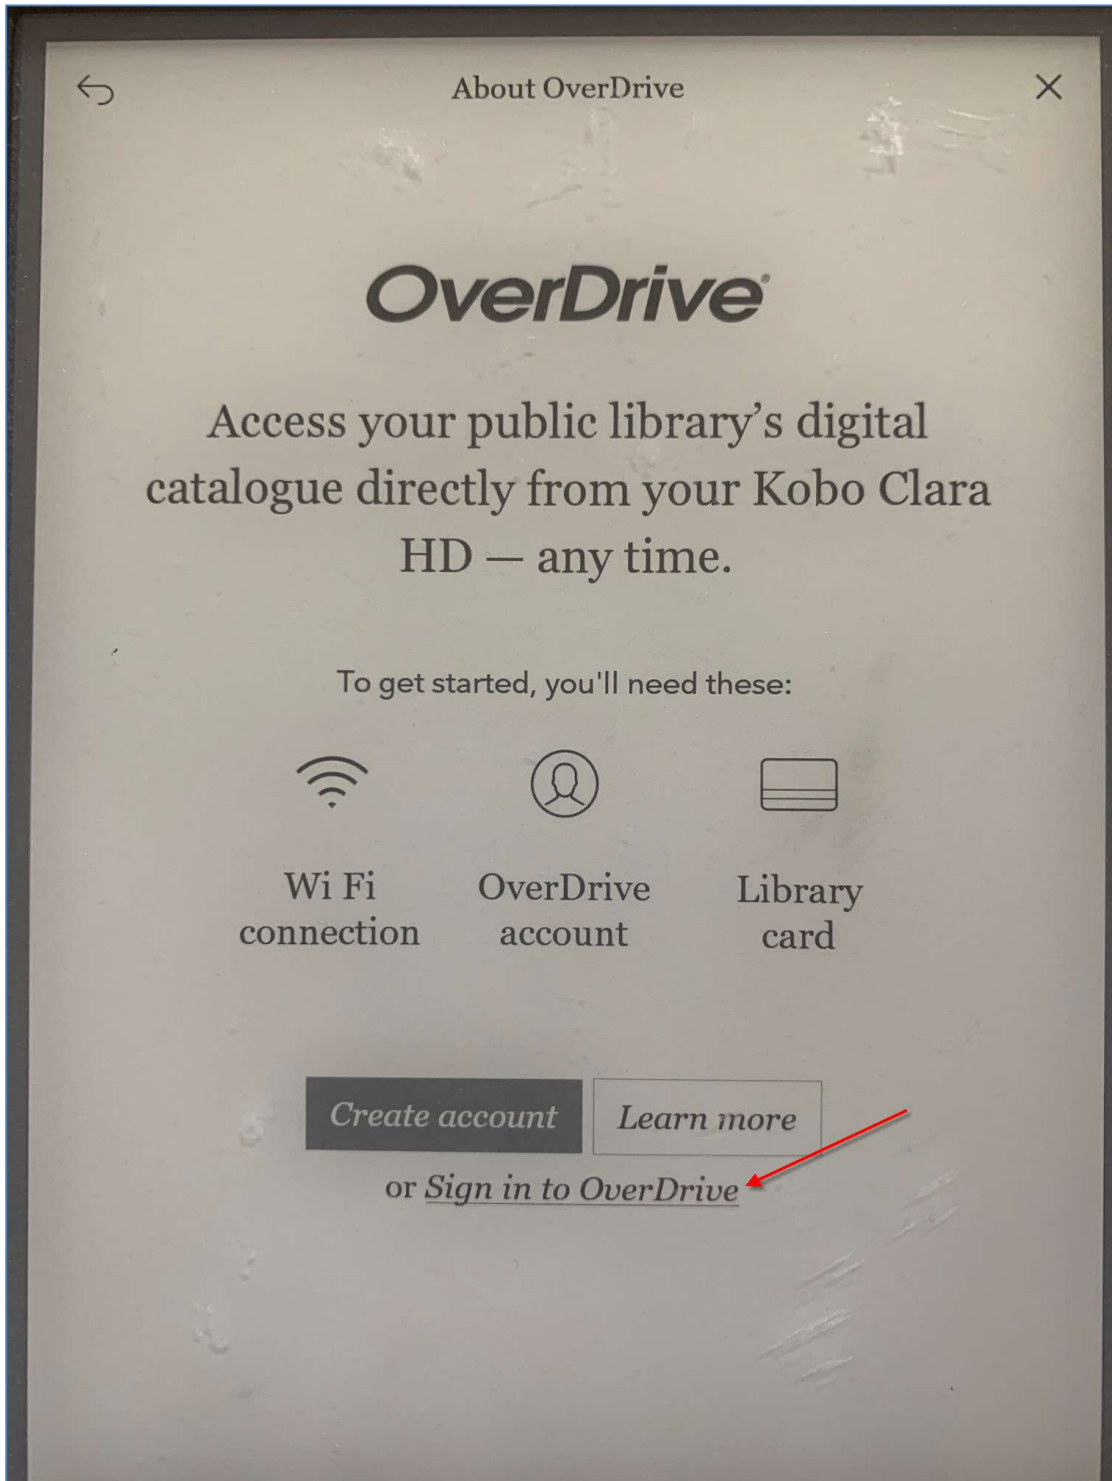 About OverDrive
OverDrive®
Access your public library’s digital
catalogue directly from your Kobo Clara
HD — any time.
To get started, you'll need these:
Wi Fi
connection
OverDrive
account
Library
card
Create account
Learn more
or Sign in to OverDrive